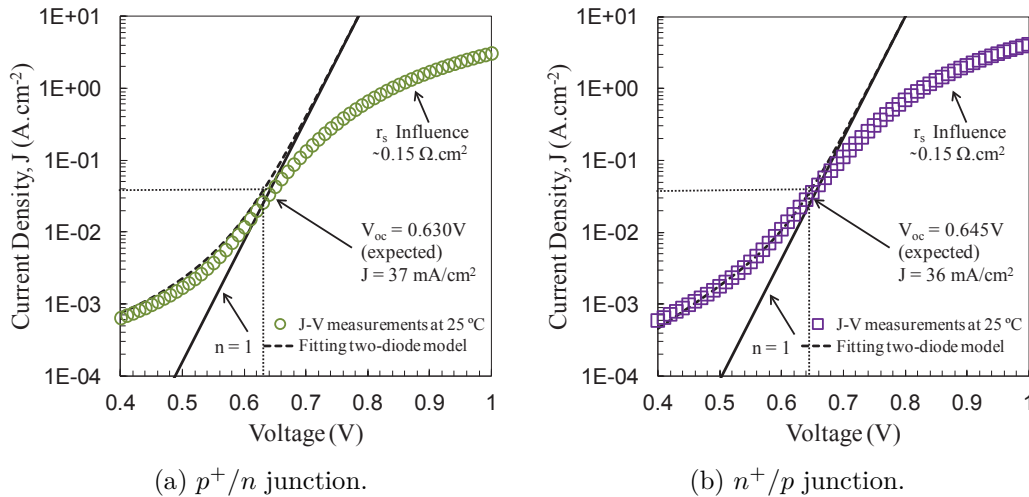 1E+01
1E+00
1E-01
1E-02
1E-03
1E-04
Current Density, J (A.cm-2)
rs Influence
~0.15 Ω.cm2
Voc = 0.630V
(expected)
J = 37 mA/cm2
n = 1
J-V measurements at 25 ºC
Fitting two-diode model
0.4 0.5 0.6 0.7 0.8 0.9 1
Voltage (V)
(a) p+/n junction.
1E+01
1E+00
1E-01
1E-02
1E-03
1E-04
Current Density, J (A.cm-2)
rs Influence
~0.15 Ω.cm2
Voc = 0.645V
(expected)
J = 36 mA/cm2
n = 1
J-V measurements at 25 ºC
Fitting two-diode model
0.4 0.5 0.6 0.7 0.8 0.9 1
Voltage (V)
(b) n+/p junction.